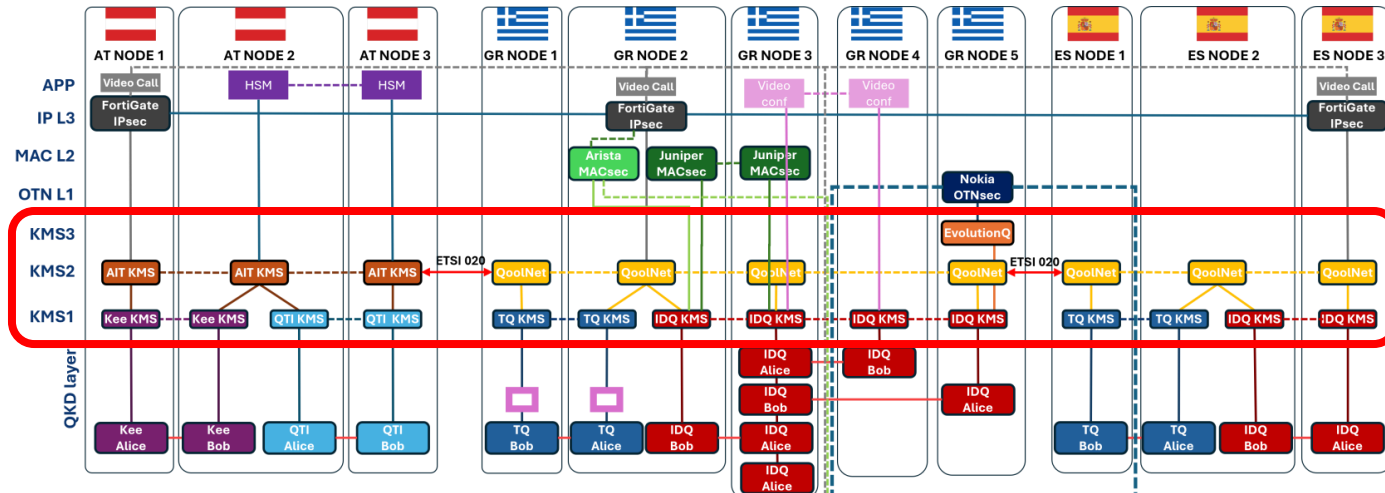 AT NODE 1
AT NODE 2
AT NODE 3
GR NODE 1
GR NODE 2
GR NODE 3
GR NODE 4
GR NODE 5
ES NODE 1
ES NODE 2
ES NODE 3
APP
Video Call
HSM
HSM
Video Call
Video
conf
Video
conf
Video Call
IP L3
FortiGate
IPsec
FortiGate
IPsec
FortiGate
IPsec
MAC L2
Arista
MACsec
Juniper
MACsec
Juniper
MACsec
OTN L1
Nokia
OTNsec
KMS3
EvolutionQ
KMS2
AIT KMS
AIT KMS
AIT KMS
ETSI 020
QoolNet
QoolNet
QoolNet
QoolNet
ETSI 020
QoolNet
QoolNet
QoolNet
KMS1
Kee KMS
Kee KMS
QTI KMS
QTI KMS
TQ KMS
TQ KMS
IDQ KMS
IDQ KMS
IDQ KMS
IDQ KMS
TQ KMS
TQ KMS
IDQ KMS
IDQ KMS
QKD layer
IDQ
Alice
IDQ
Bob
IDQ
Bob
IDQ
Alice
Kee
Alice
Kee
Bob
QTI
Alice
QTI
Bob
TQ
Bob
TQ
Alice
IDQ
Bob
IDQ
Alice
TQ
Bob
TQ
Alice
IDQ
Bob
IDQ
Alice
IDQ
Alice